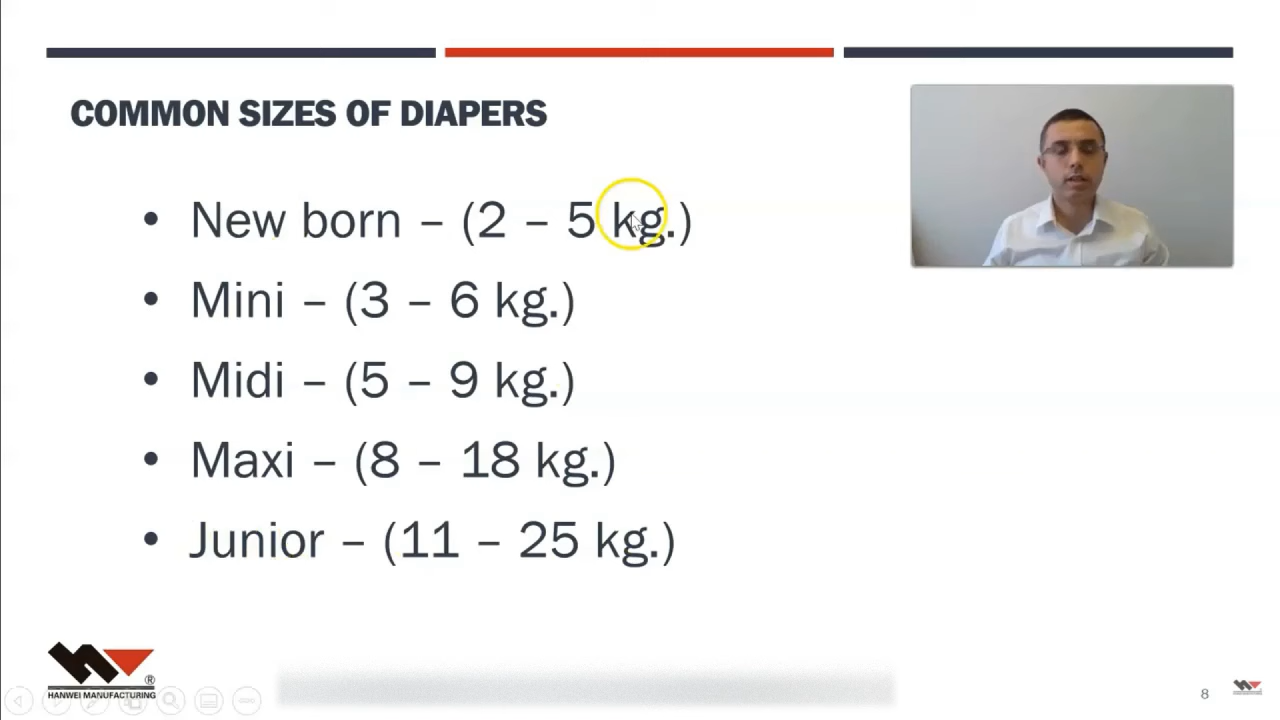 COMMON SIZES OF DIAPERS
• New born – (2 – 5 kg.)
• Mini – (3 – 6 kg.)
• Midi – (5 – 9 kg.)
• Maxi – (8 – 18 kg.)
• Junior – (11 – 25 kg.)
®
HANWEI MANUFACTURING
8